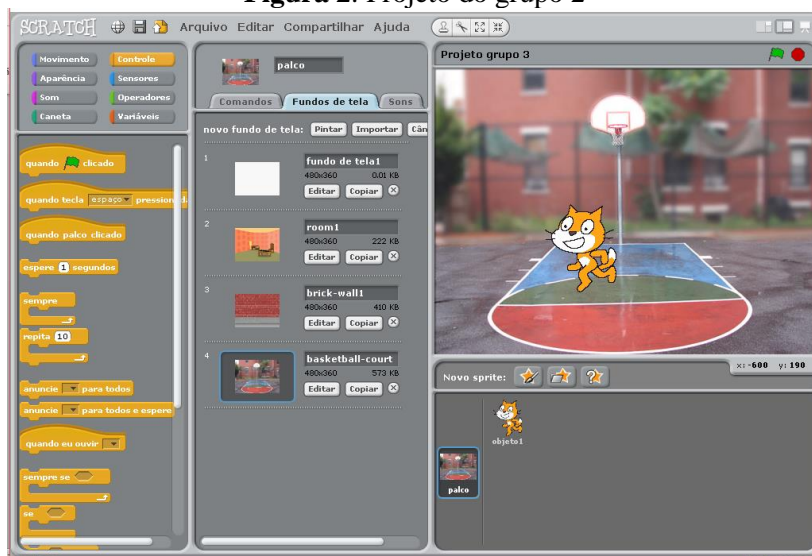 Figura 2. Projeto do grupo 2
SCRATCH Arquivo Editar Compartilhar Ajuda
Movimento Controle
Aparência Sensores
Som Operadores
Caneta Variáveis
quando clicado
quando tecla espaço pression
quando palco clicado
espere 1 segundos
sempre
repita 10
anuncie para todos
anuncie para todos e espere
quando eu ouvir
sempre se
se
palco
Comandos Fundos de tela Sons
novo fundo de tela: Pintar Importar Câm
1 fundo de tela1
480x360 0.01 KB
Editar Copiar
2 room1
480x360 222 KB
Editar Copiar
3 brick-wall1
480x360 410 KB
Editar Copiar
4 basketball-court
480x360 573 KB
Editar Copiar
Projeto grupo 3
x: -600 y: 190
Novo sprite:
objeto1
palco